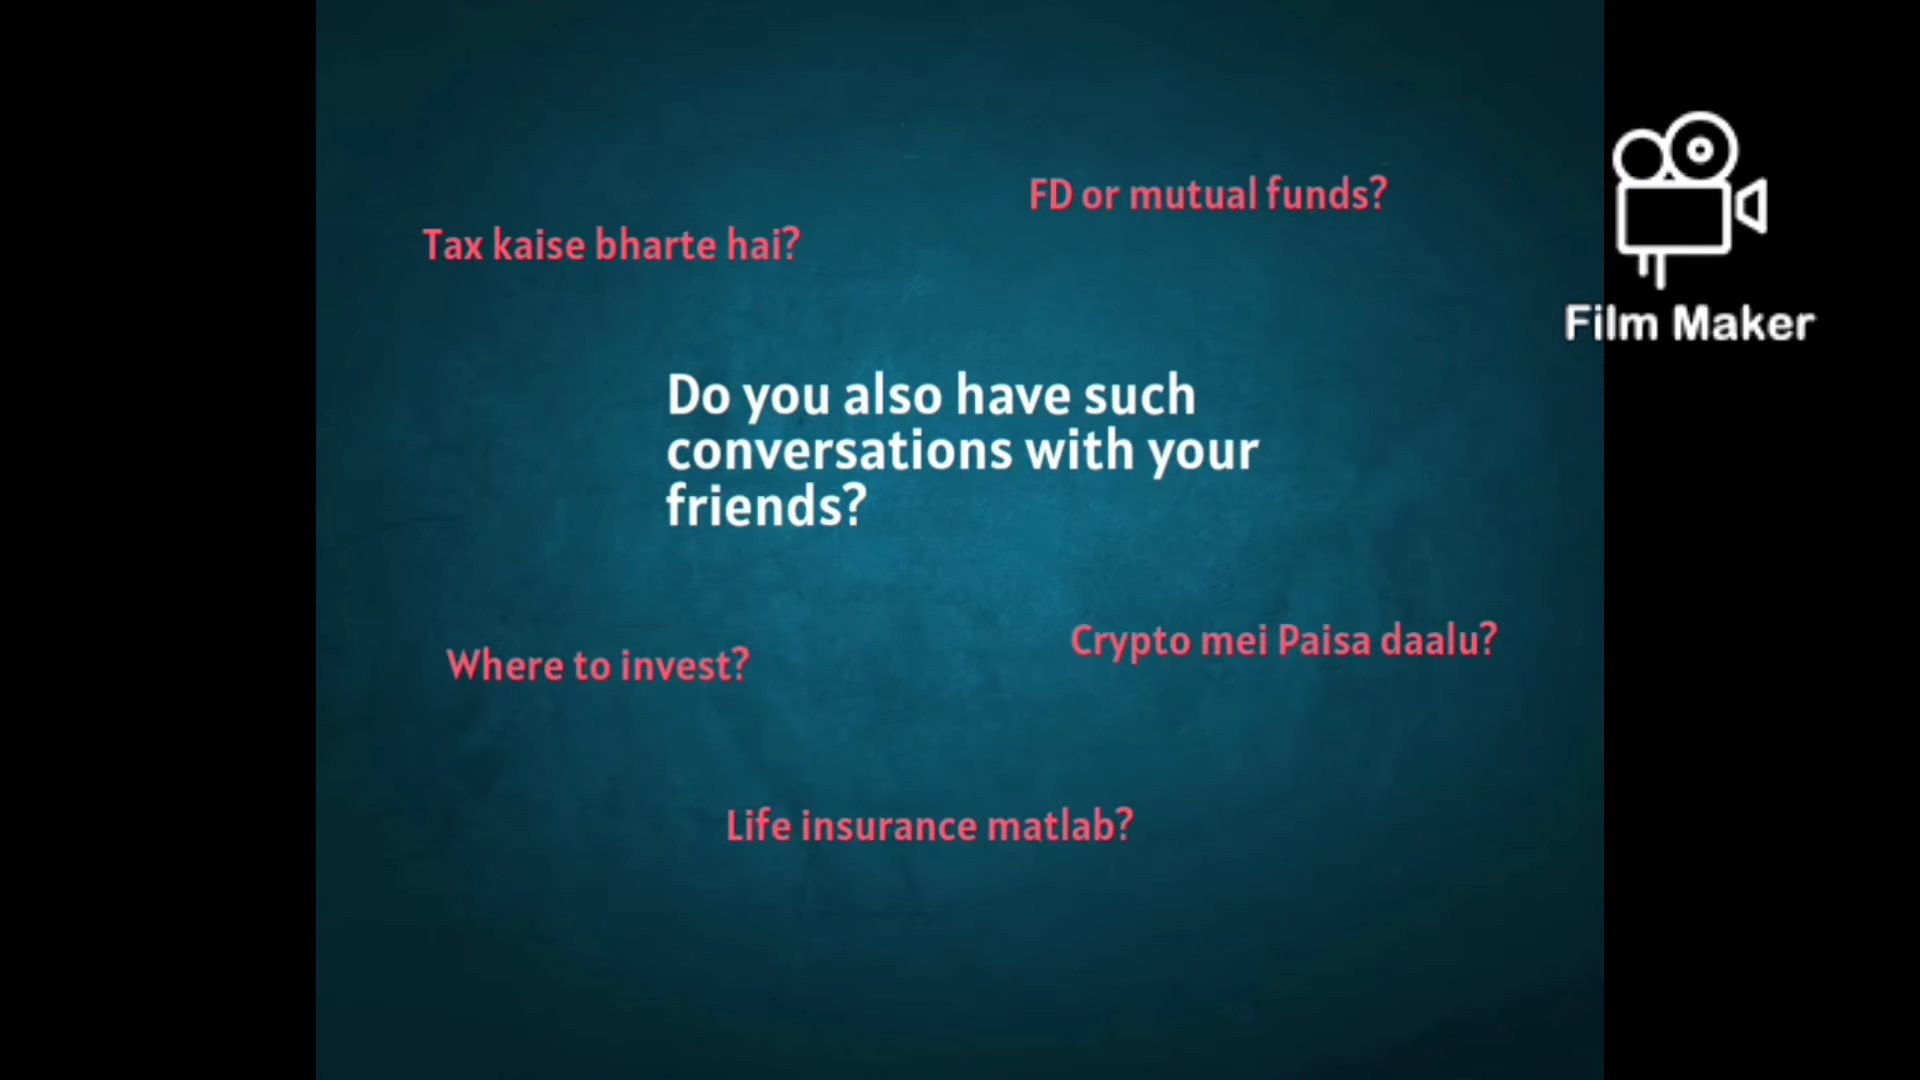 FD or mutual funds?
Tax kaise bharte hai?
Film Maker
Do you also have such
conversations with your
friends?
Crypto mei Paisa daalu?
Where to invest?
Life insurance matlab?